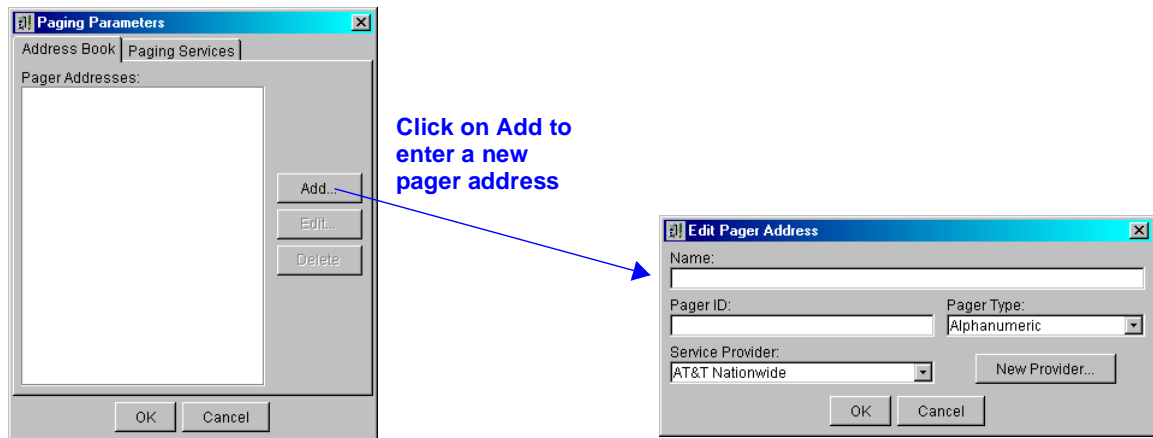 Paging Parameters
Address Book
Paging Services
Pager Addresses:
Add...
Edit...
Delete
OK
Cancel
Click on Add to
enter a new
pager address
Edit Pager Address
Name:
Pager ID:
Pager Type:
Alphanumeric
Service Provider:
AT&T Nationwide
New Provider...
OK
Cancel